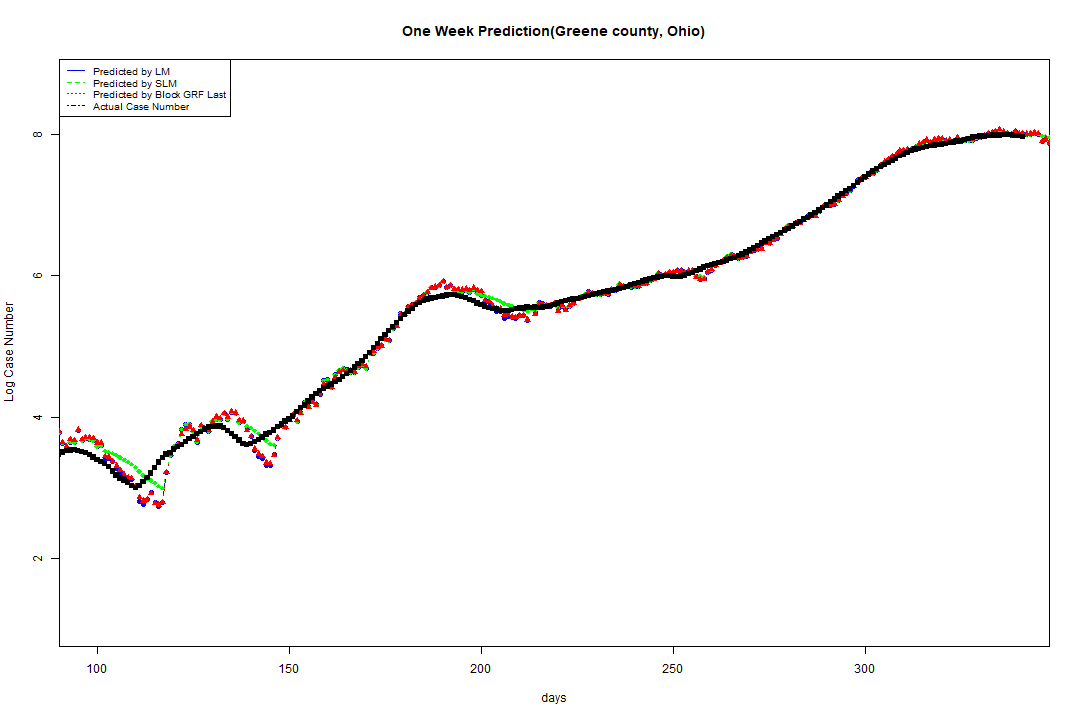 One Week Prediction(Greene county, Ohio)
Predicted by LM
Predicted by SLM
Predicted by Block GRF Last
Actual Case Number
8
6
4
2
Log Case Number
100 150 200 250 300
days